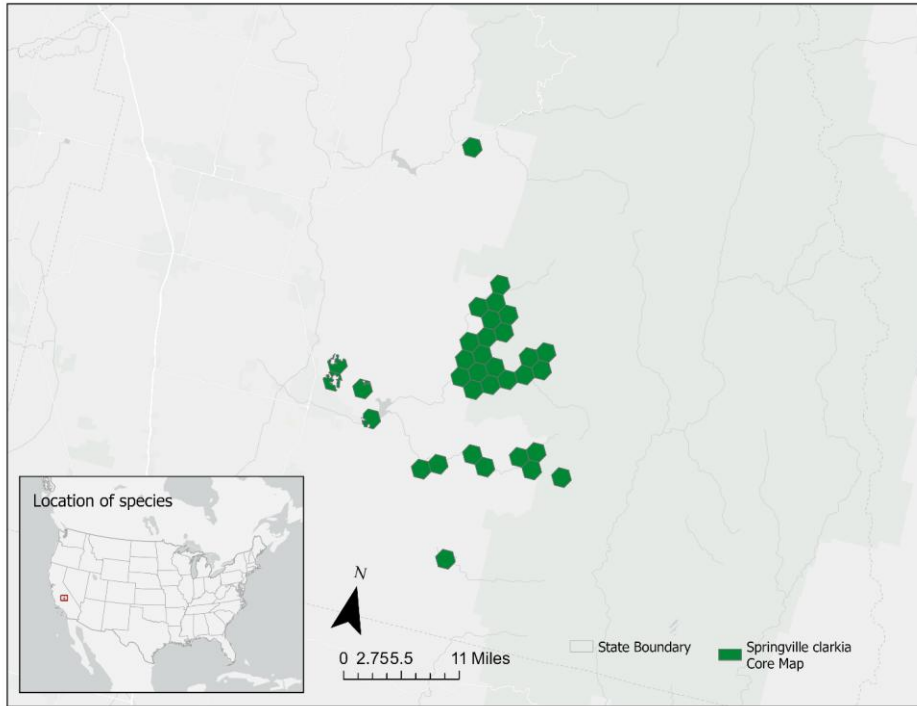 Location of species
N
0 2.755.5 11 Miles
State Boundary
Springville clarkia
Core Map